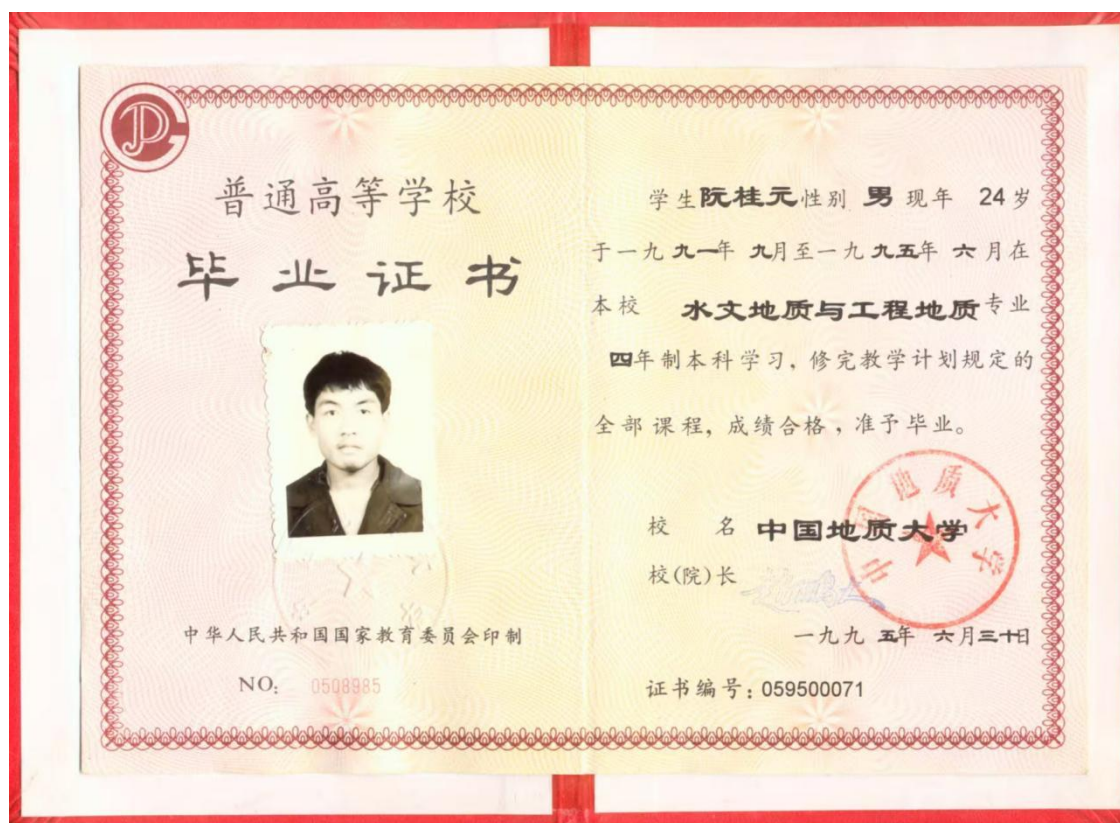 普通高等学校
毕业证书
中华人民共和国国家教育委员会印制
NO: 0508985
学生阮桂元性别 男 现年 24岁
于一九九一年 九月至一九九五年 六月在
本校 水文地质与工程地质专业
四年制本科学习, 修完教学计划规定的
全部课程, 成绩合格, 准予毕业。
校 名 中国地质大学
校(院)长
中国地质大学
一九九五年 六月三十日
证书编号: 059500071